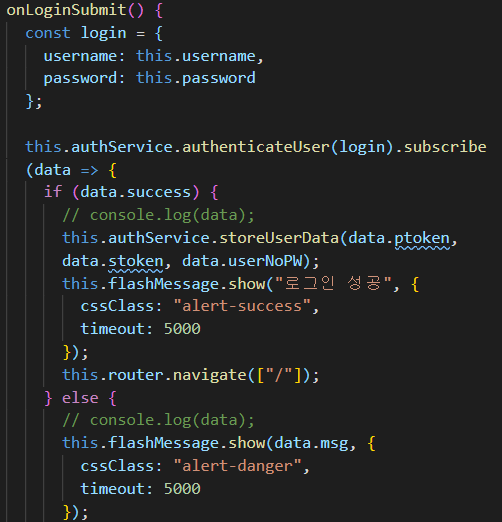 onLoginSubmit() {
const login = {
username: this.username,
password: this.password
};
this.authService.authenticateUser(login).subscribe
(data => {
if (data.success) {
// console.log(data);
this.authService.storeUserData(data.ptoken,
data.stoken, data.userNoPW);
this.flashMessage.show("로그인 성공", {
cssClass: "alert-success",
timeout: 5000
});
this.router.navigate(["/"]);
} else {
// console.log(data);
this.flashMessage.show(data.msg, {
cssClass: "alert-danger",
timeout: 5000
});